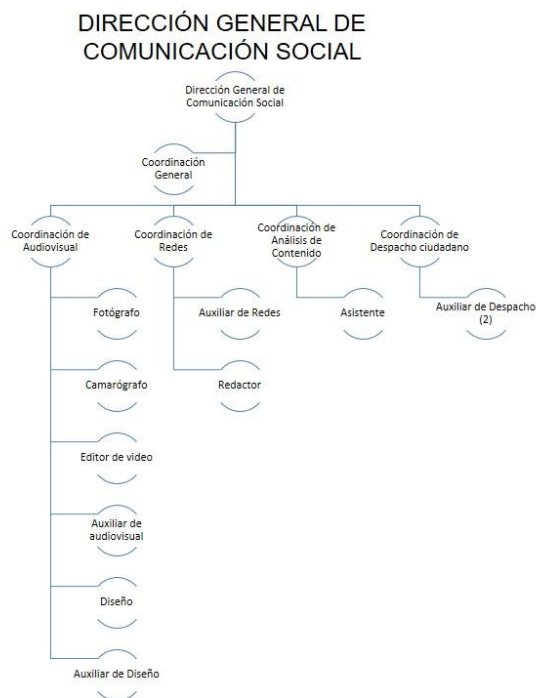 DIRECCIÓN GENERAL DE
COMUNICACIÓN SOCIAL
Dirección General de
Comunicación Social
Coordinación
General
Coordinación de
Audiovisual
Coordinación de
Redes
Coordinación de
Análisis de
Contenido
Coordinación de
Despacho ciudadano
Fotógrafo
Auxiliar de Redes
Asistente
Auxiliar de Despacho
(2)
Camarógrafo
Redactor
Editor de video
Auxiliar de
audiovisual
Diseño
Auxiliar de Diseño